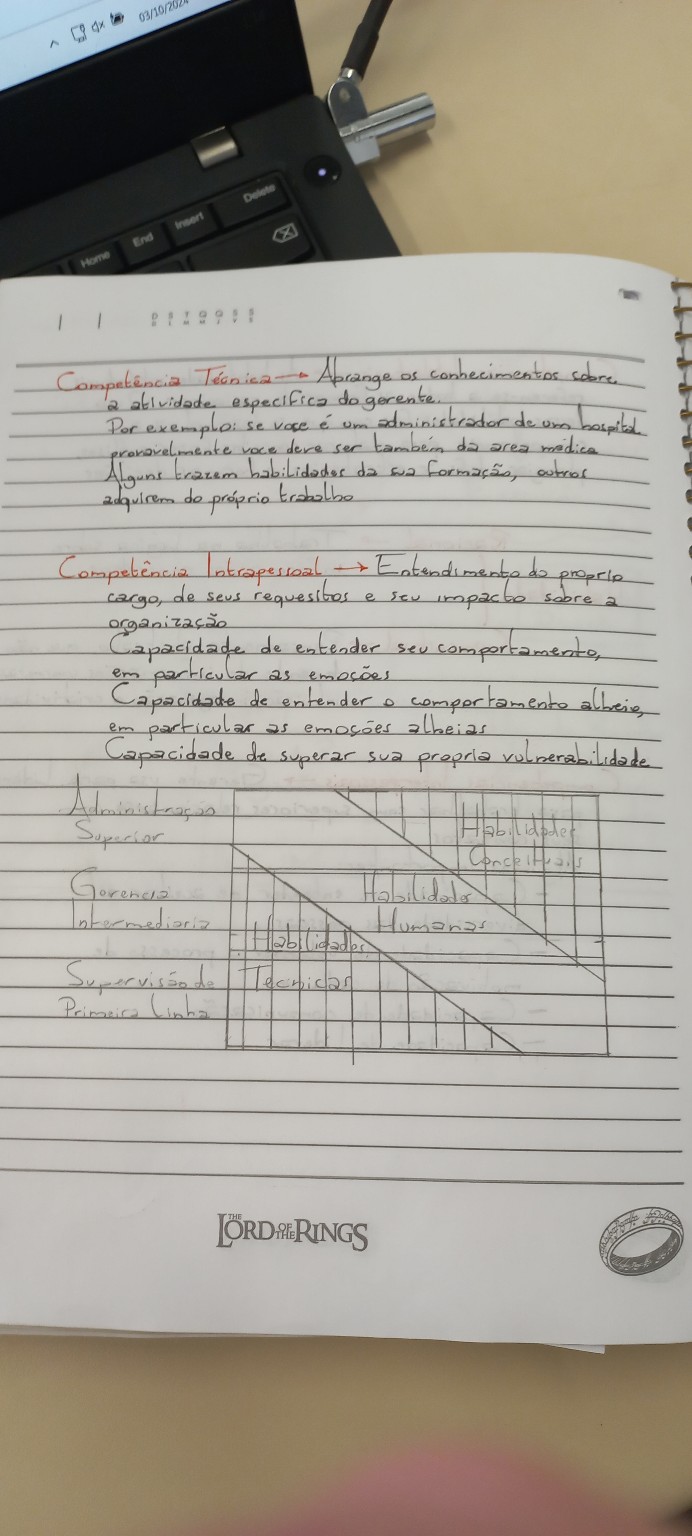 03/10/2024
Delete
Insert
End
Home
D S T Q Q S S
Competência Técnica → Abrange os conhecimentos sobre
a atividade especifica do gerente.
Por exemplo: se voçe é um administrador de um hospital
provavelmente voce deve ser também da area médica
Alguns trazem habilidades da sua formação, outros
adquirem do próprio trabalho
Competência Intrapessoal → Entendimento do proprio
cargo, de seus requesitos e seu impacto sobre a
organização
Capacidade de entender seu comportamento,
em particular as emoções
Capacidade de entender o comportamento alheio,
em particular as emoções alheias
Capacidade de superar sua propria vulnerabilidade
Administração
Superior
Habilidades
Conceituais
Gerencia
Intermediaria
Habilidades
Humanas
Habilidades
Técnicas
Supervisão de
Primeira Linha
THE LORD OF THE RINGS